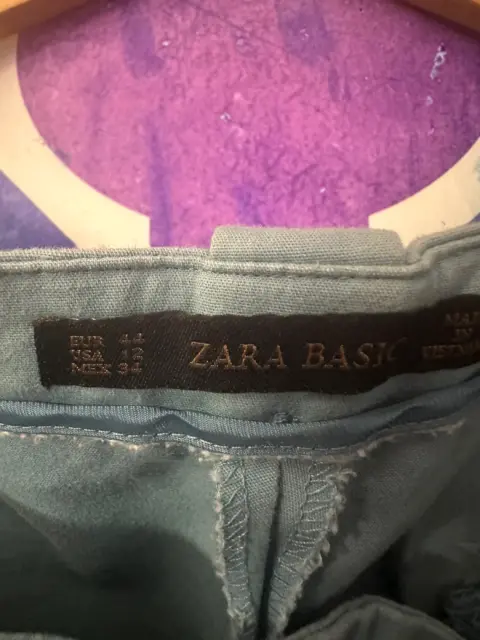 EUR 44
USA 12
MEX 34
ZARA BASIC
MADE
IN
VIETNAM